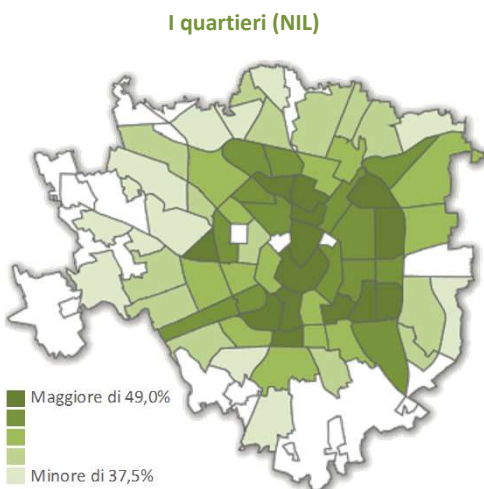 I quartieri (NIL)
Maggiore di 49,0%
Minore di 37,5%